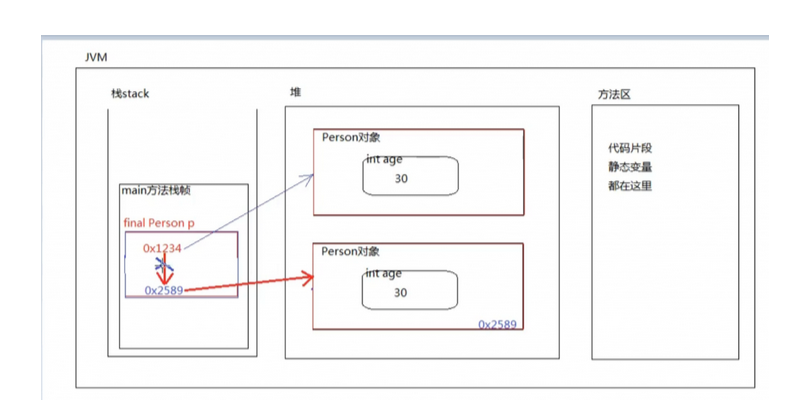 JVM
栈stack
堆
方法区
Person对象
int age
30
代码片段
静态变量
都在这里
main方法栈帧
final Person p
0x1234
0x2589
Person对象
int age
30
0x2589